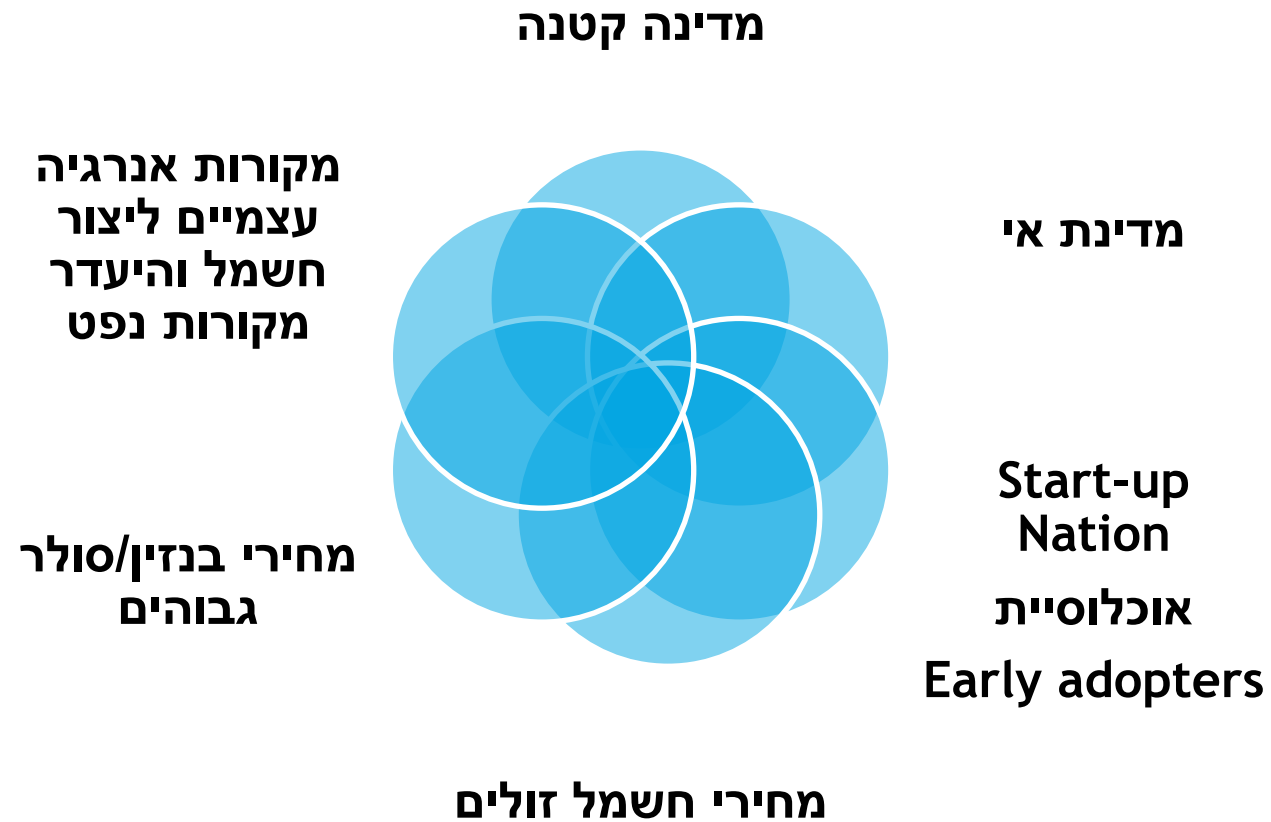 מדינה קטנה
מדינת אי
Start-up
Nation
אוכלוסיית
Early adopters
מחירי חשמל זולים
מחירי בנזין/סולר
גבוהים
מקורות אנרגיה
עצמיים ליצור
חשמל והיעדר
מקורות נפט